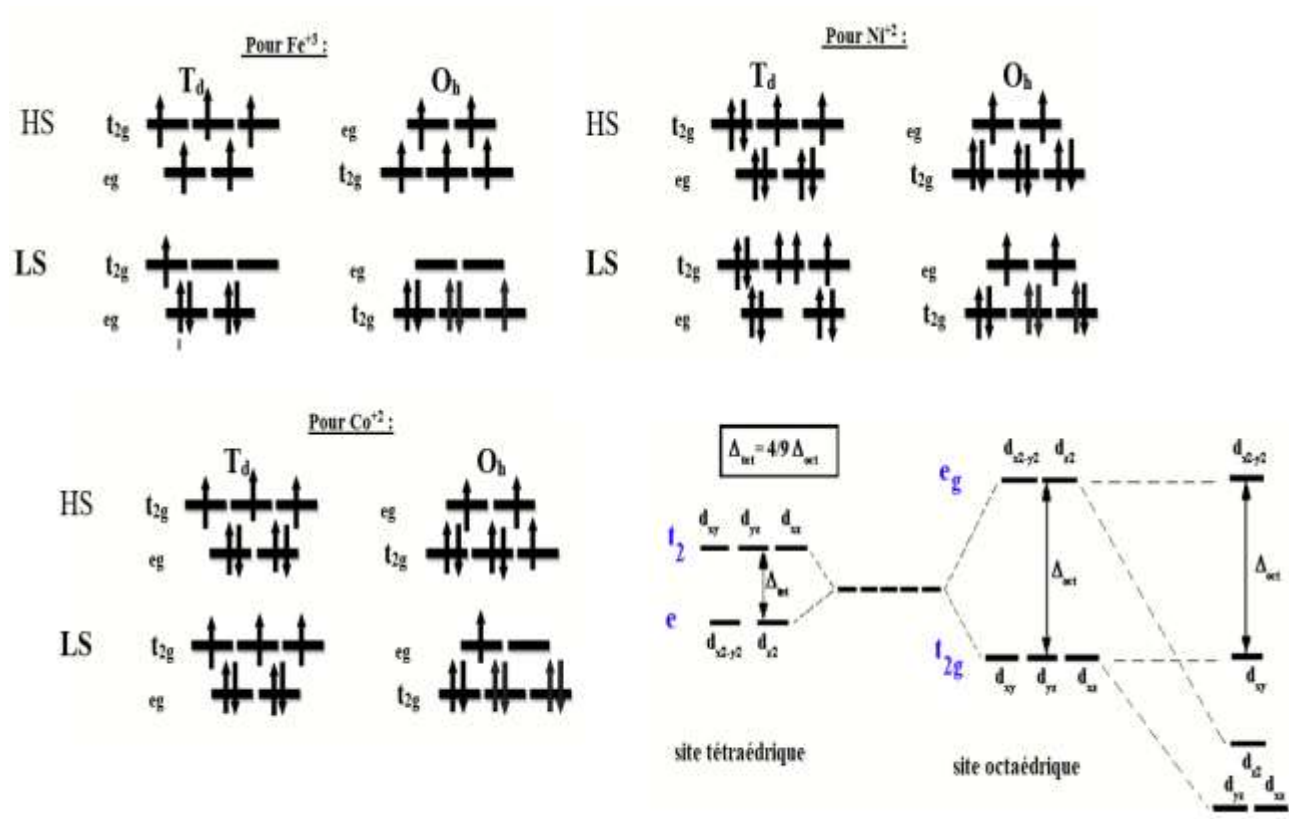 Pour Fe+3 :
Td Oh
HS t2g eg
eg t2g
LS t2g eg
eg t2g
Pour Ni+2 :
Td Oh
HS t2g eg
eg t2g
LS t2g eg
eg t2g
Pour Co+2 :
Td Oh
HS t2g eg
eg t2g
LS t2g eg
eg t2g
Δtet = 4/9 Δoct
dx2-y2 dz2 dx2-y2
eg
dxy dyz dxz
t2
Δtet Δoct Δoct
e
dx2-y2 dz2
t2g
dxy dyz dxz dxy
dz2
site tétraédrique site octaédrique
dyz dxz